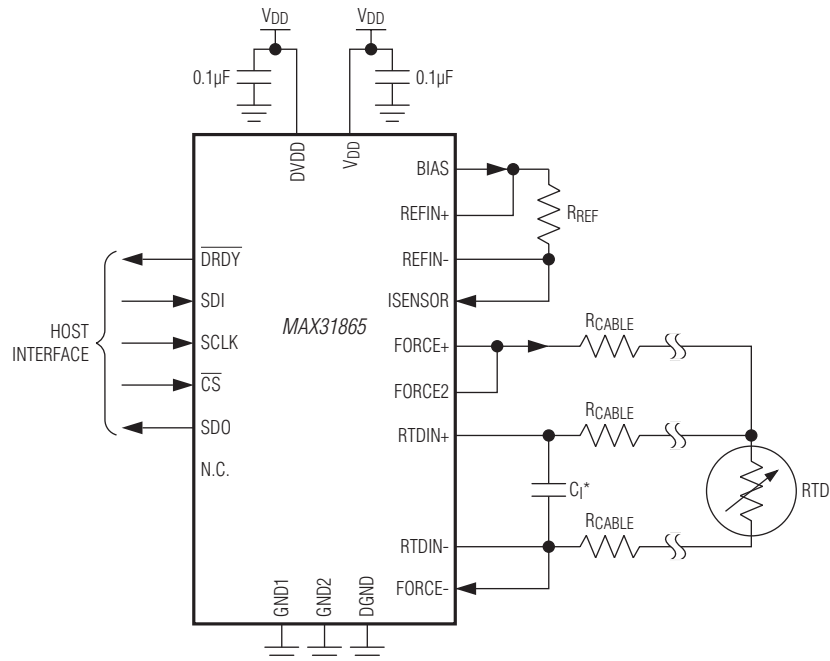 VDD VDD
0.1µF 0.1µF
DVDD
VDD
BIAS
REFIN+
RREF
DRDY
REFIN-
SDI
ISENSOR
HOST
INTERFACE
MAX31865
SCLK
FORCE+
RCABLE
CS
FORCE2
SDO
RTDIN+
RCABLE
N.C.
CI*
RTD
RCABLE
RTDIN-
FORCE-
GND1
GND2
DGND